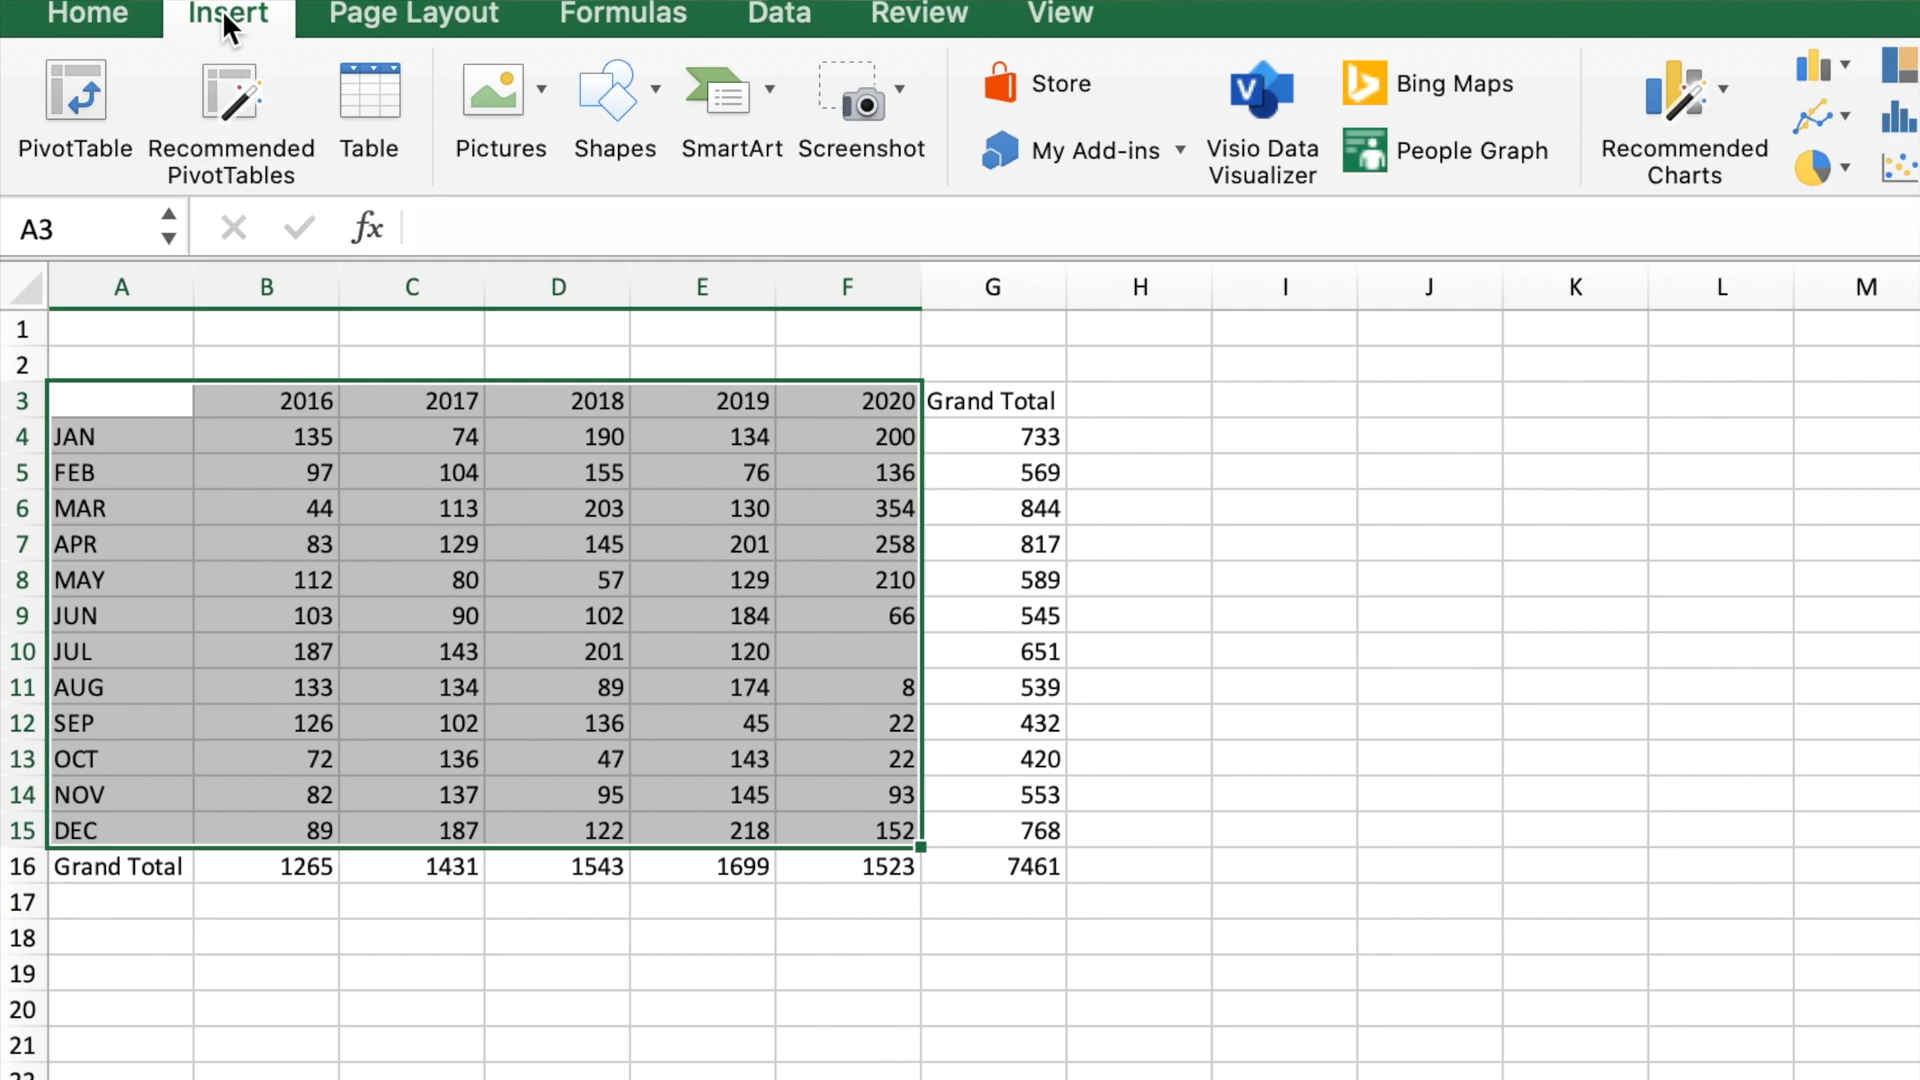 Home Insert Page Layout Formulas Data Review View
PivotTable Recommended PivotTables Table Pictures Shapes SmartArt Screenshot Store My Add-ins Visio Data Visualizer Bing Maps People Graph Recommended Charts
A3 fx
A B C D E F G H I J K L M
1
2
3 2016 2017 2018 2019 2020 Grand Total
4 JAN 135 74 190 134 200 733
5 FEB 97 104 155 76 136 569
6 MAR 44 113 203 130 354 844
7 APR 83 129 145 201 258 817
8 MAY 112 80 57 129 210 589
9 JUN 103 90 102 184 66 545
10 JUL 187 143 201 120 651
11 AUG 133 134 89 174 8 539
12 SEP 126 102 136 45 22 432
13 OCT 72 136 47 143 22 420
14 NOV 82 137 95 145 93 553
15 DEC 89 187 122 218 152 768
16 Grand Total 1265 1431 1543 1699 1523 7461
17
18
19
20
21